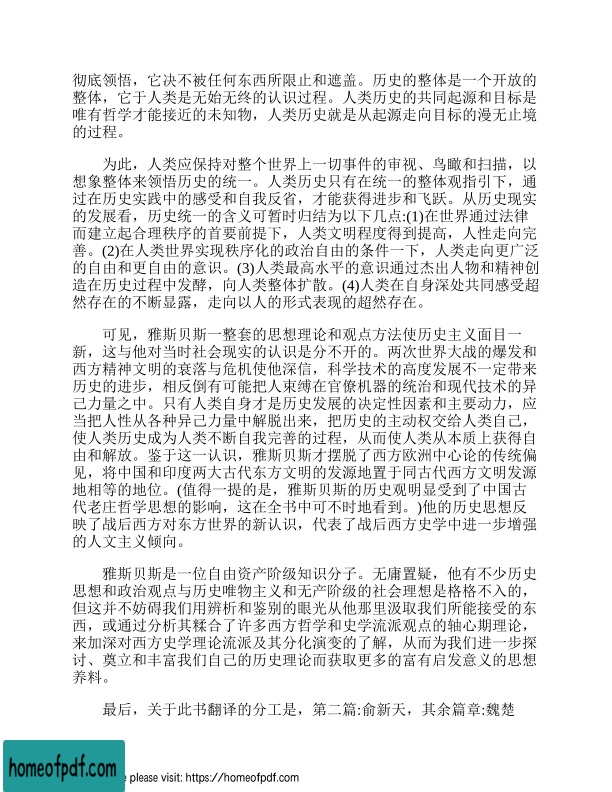 彻底领悟，它决不被任何东西所限止和遮盖。历史的整体是一个开放的
整体，它于人类是无始无终的认识过程。人类历史的共同起源和目标是
唯有哲学才能接近的未知物，人类历史就是从起源走向目标的漫无止境
的过程。
为此，人类应保持对整个世界上一切事件的审视、鸟瞰和扫描，以
想象整体来领悟历史的统一。人类历史只有在统一的整体观指引下，通
过在历史实践中的感受和自我反省，才能获得进步和飞跃。从历史现实
的发展看，历史统一的含义可暂时归结为以下几点:(1)在世界通过法律
而建立起合理秩序的首要前提下，人类文明程度得到提高，人性走向完
善。(2)在人类世界实现秩序化的政治自由的条件一下，人类走向更广泛
的自由和更自由的意识。(3)人类最高水平的意识通过杰出人物和精神创
造在历史过程中发酵，向人类整体扩散。(4)人类在自身深处共同感受超
然存在的不断显露，走向以人的形式表现的超然存在。
可见，雅斯贝斯一整套的思想理论和观点方法使历史主义面目一
新，这与他对当时社会现实的认识是分不开的。两次世界大战的爆发和
西方精神文明的衰落与危机使他深信，科学技术的高度发展不一定带来
历史的进步，相反倒有可能把人束缚在官僚机器的统治和现代技术的异
己力量之中。只有人类自身才是历史发展的决定性因素和主要动力，应
当把人性从各种异己力量中解脱出来，把历史的主动权交给人类自己，
使人类历史成为人类不断自我完善的过程，从而使人类从本质上获得自
由和解放。鉴于这一认识，雅斯贝斯才摆脱了西方欧洲中心论的传统偏
见，将中国和印度两大古代东方文明的发源地置于同古代西方文明发源
地相等的地位。(值得一提的是，雅斯贝斯的历史观明显受到了中国古
代老庄哲学思想的影响，这在全书中可不时地看到。)他的历史思想反
映了战后西方对东方世界的新认识，代表了战后西方史学中进一步增强
的人文主义倾向。
雅斯贝斯是一位自由资产阶级知识分子。无庸置疑，他有不少历史
思想和政治观点与历史唯物主义和无产阶级的社会理想是格格不入的，
但这并不妨碍我们用辨析和鉴别的眼光从他那里汲取我们所能接受的东
西，或通过分析其糅合了许多西方哲学和史学流派观点的轴心期理论，
来加深对西方史学理论流派及其分化演变的了解，从而为我们进一步探
讨、奠立和丰富我们自己的历史理论而获取更多的富有启发意义的思想
养料。
最后，关于此书翻译的分工是，第二篇:俞新天，其余篇章:魏楚
homeofpdf.com
please visit: https://homeofpdf.com